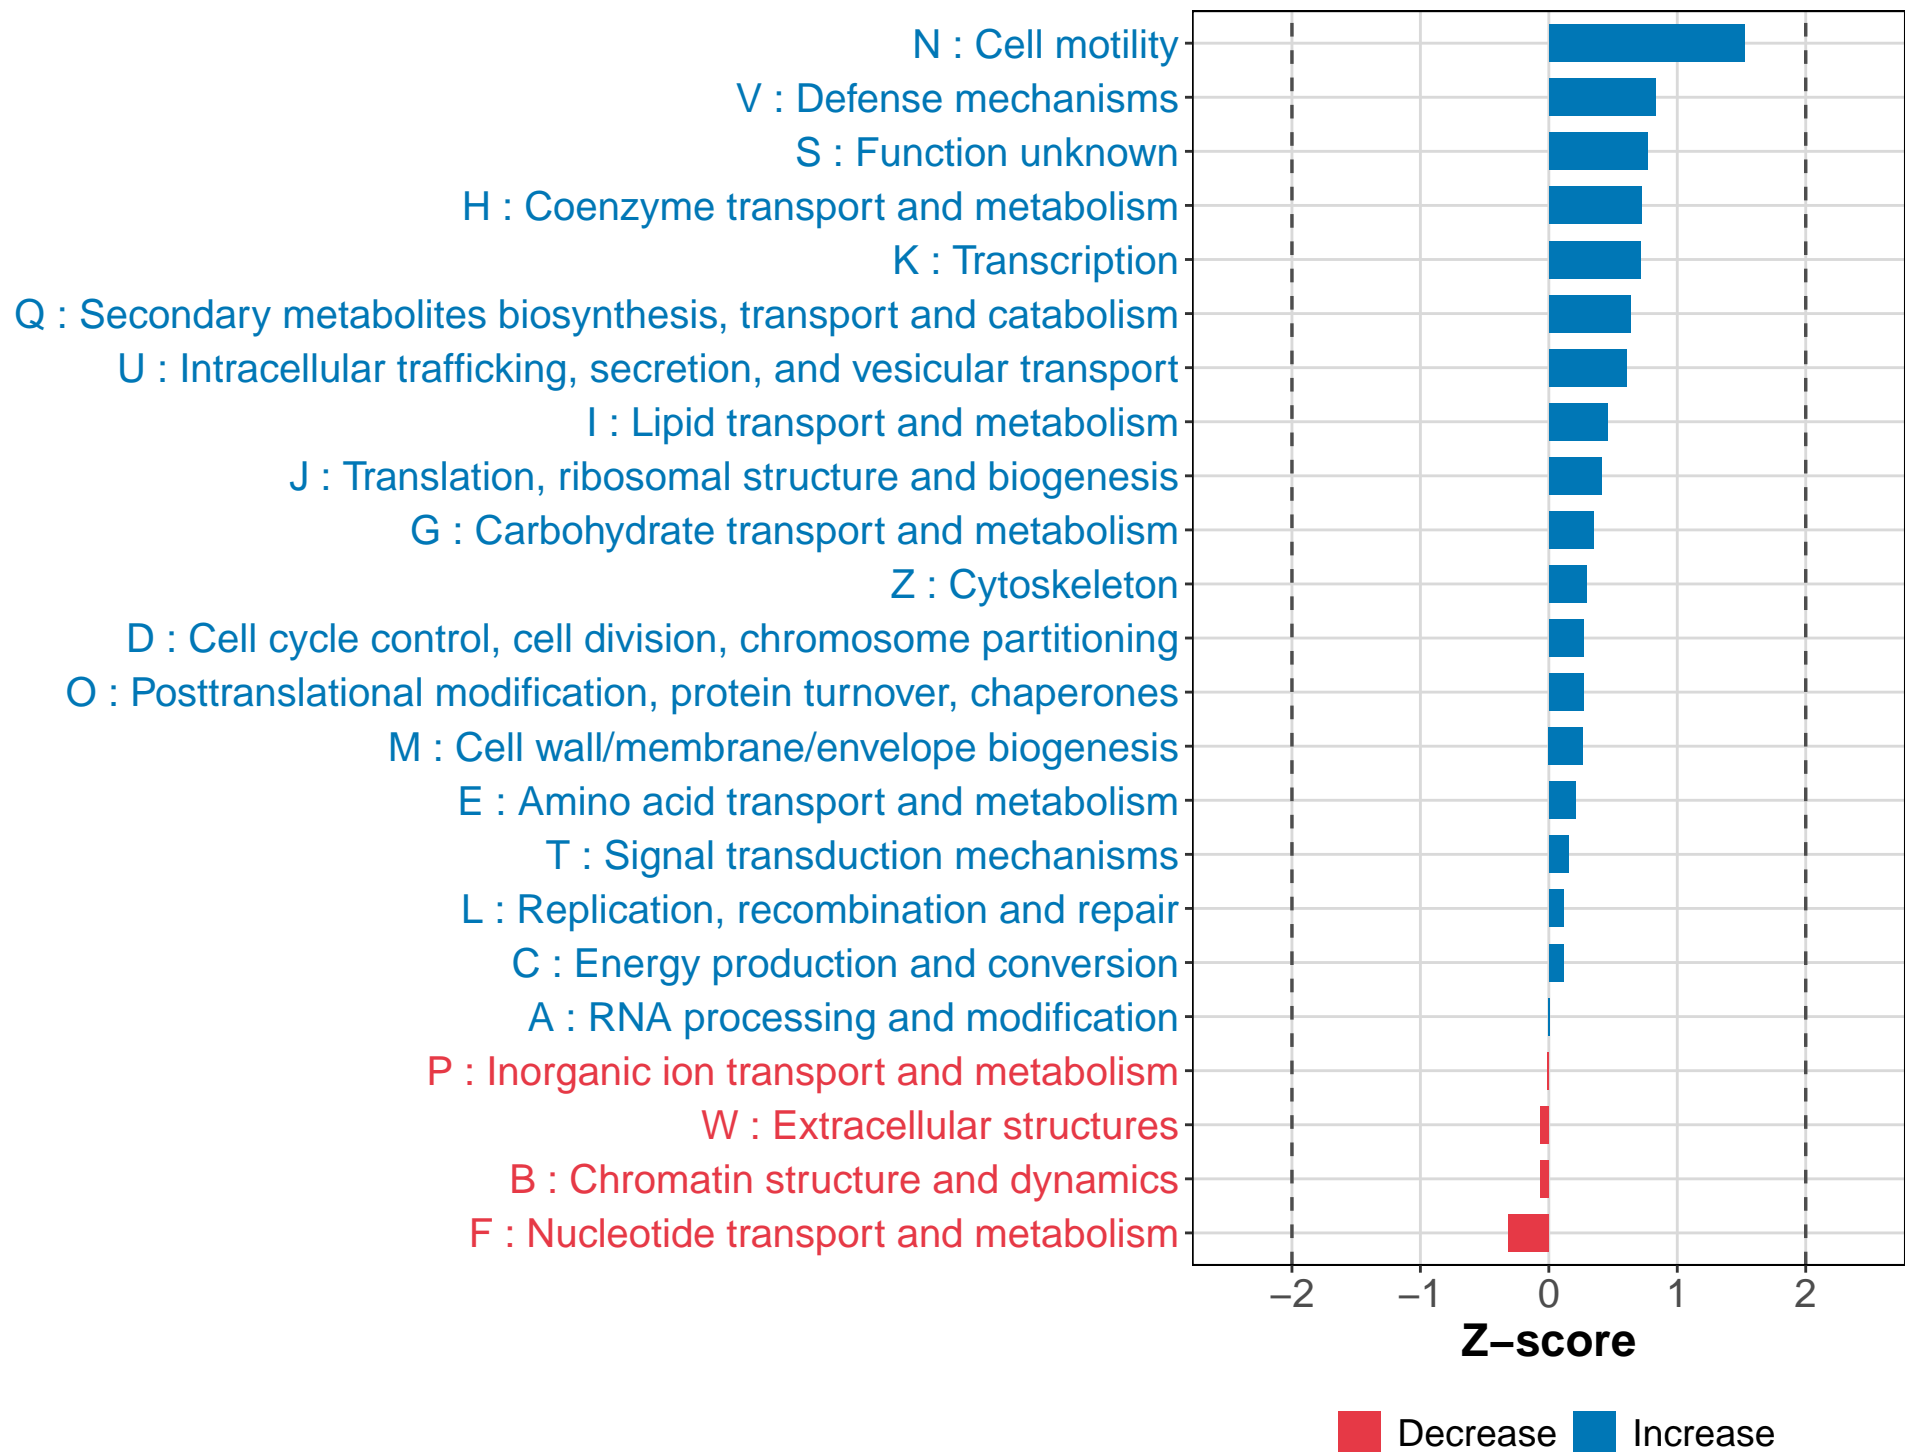 N : Cell motility
V : Defense mechanisms
S : Function unknown
H : Coenzyme transport and metabolism
K : Transcription
Q : Secondary metabolites biosynthesis, transport and catabolism
U : Intracellular trafficking, secretion, and vesicular transport
I : Lipid transport and metabolism
J : Translation, ribosomal structure and biogenesis
G : Carbohydrate transport and metabolism
Z : Cytoskeleton
D : Cell cycle control, cell division, chromosome partitioning
O : Posttranslational modification, protein turnover, chaperones
M : Cell wall/membrane/envelope biogenesis
E : Amino acid transport and metabolism
T : Signal transduction mechanisms
L : Replication, recombination and repair
C : Energy production and conversion
A : RNA processing and modification
P : Inorganic ion transport and metabolism
W : Extracellular structures
B : Chromatin structure and dynamics
F : Nucleotide transport and metabolism
−2 −1 0 1 2
Z−score
Decrease Increase